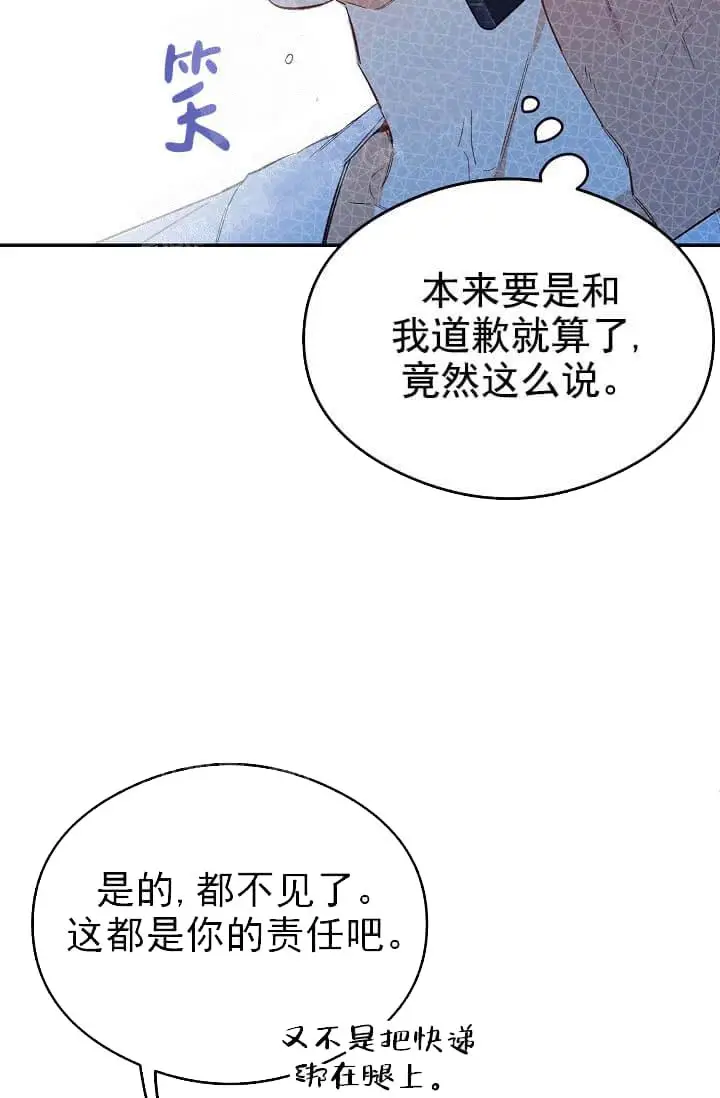 笑
本来要是和
我道歉就算了,
竟然这么说。
是的,都不见了。
这都是你的责任吧。
又不是把快递
绑在腿上。